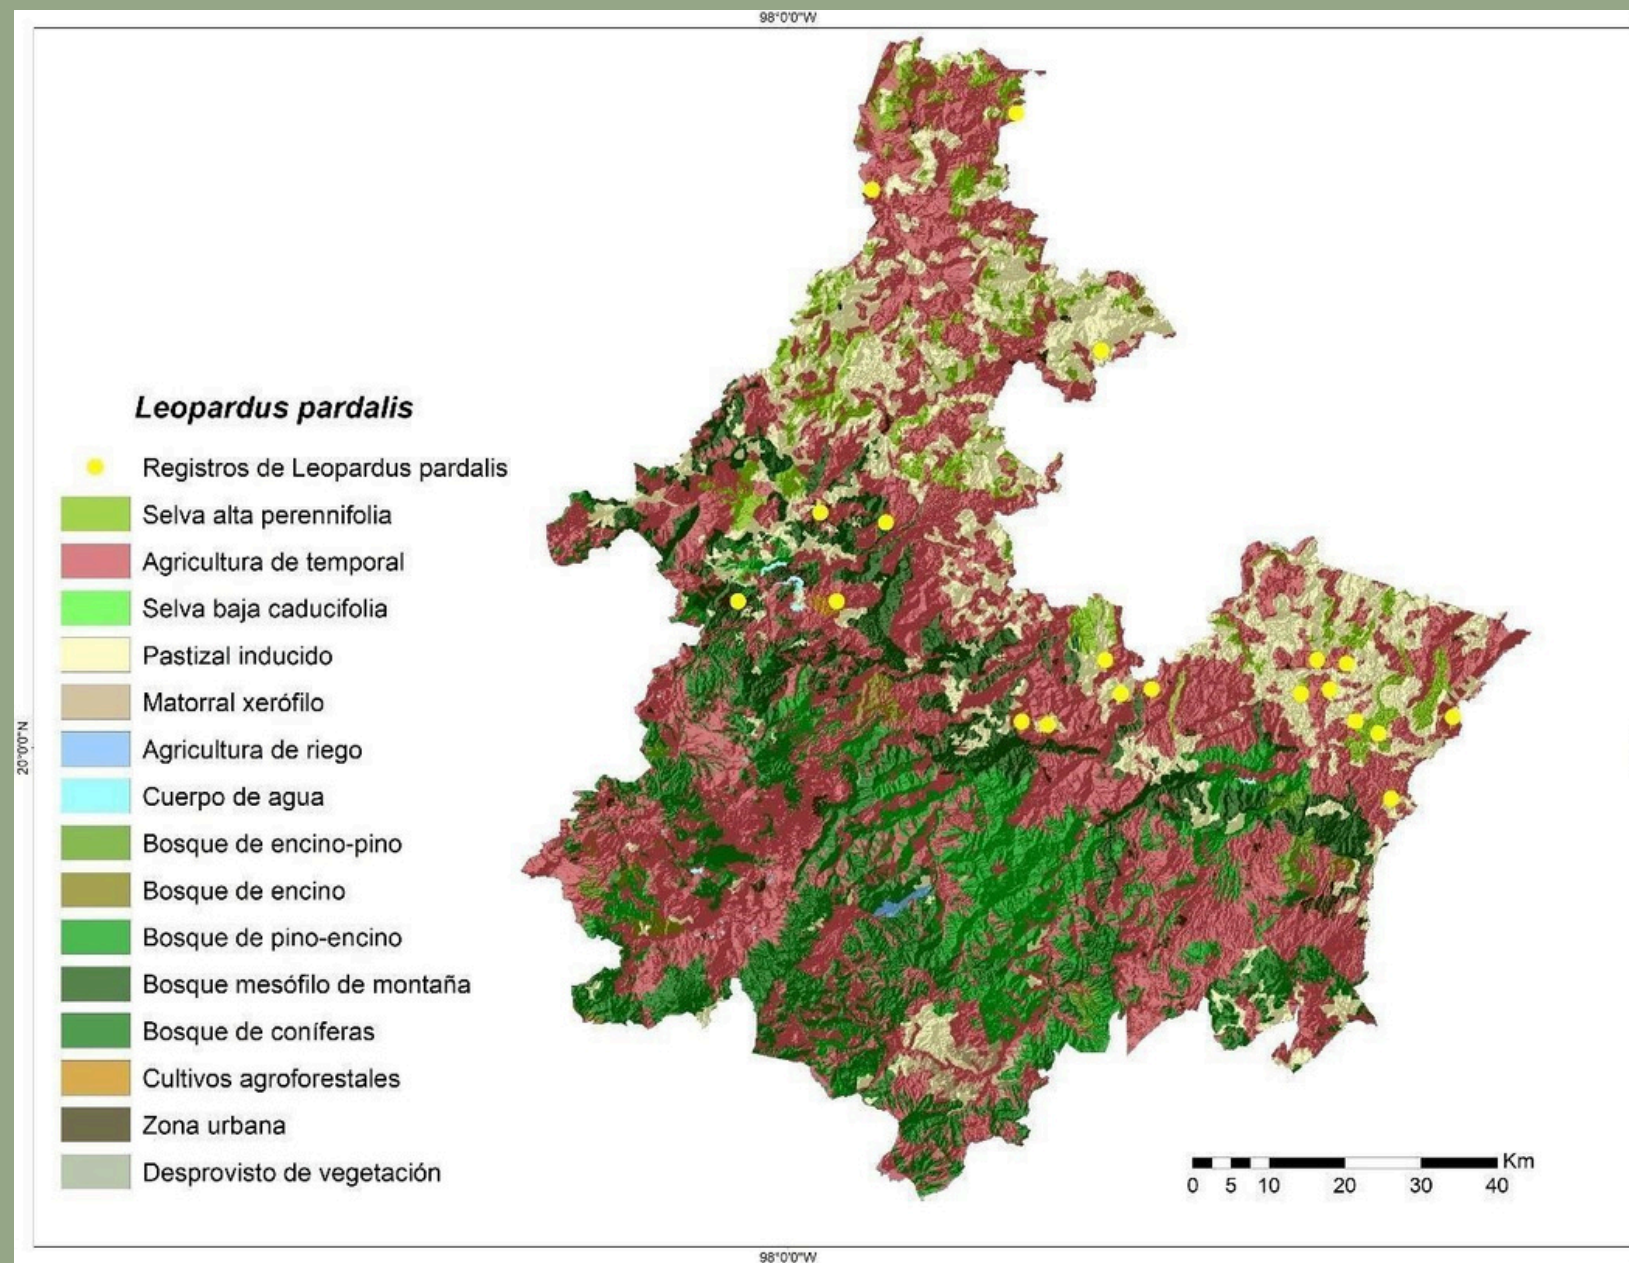 98°0'0"W
Leopardus pardalis
Registros de Leopardus pardalis
Selva alta perennifolia
Agricultura de temporal
Selva baja caducifolia
Pastizal inducido
Matorral xerófilo
Agricultura de riego
Cuerpo de agua
Bosque de encino-pino
Bosque de encino
Bosque de pino-encino
Bosque mesófilo de montaña
Bosque de coníferas
Cultivos agroforestales
Zona urbana
Desprovisto de vegetación
20°0'0"N
Km
0 5 10 20 30 40
98°0'0"W